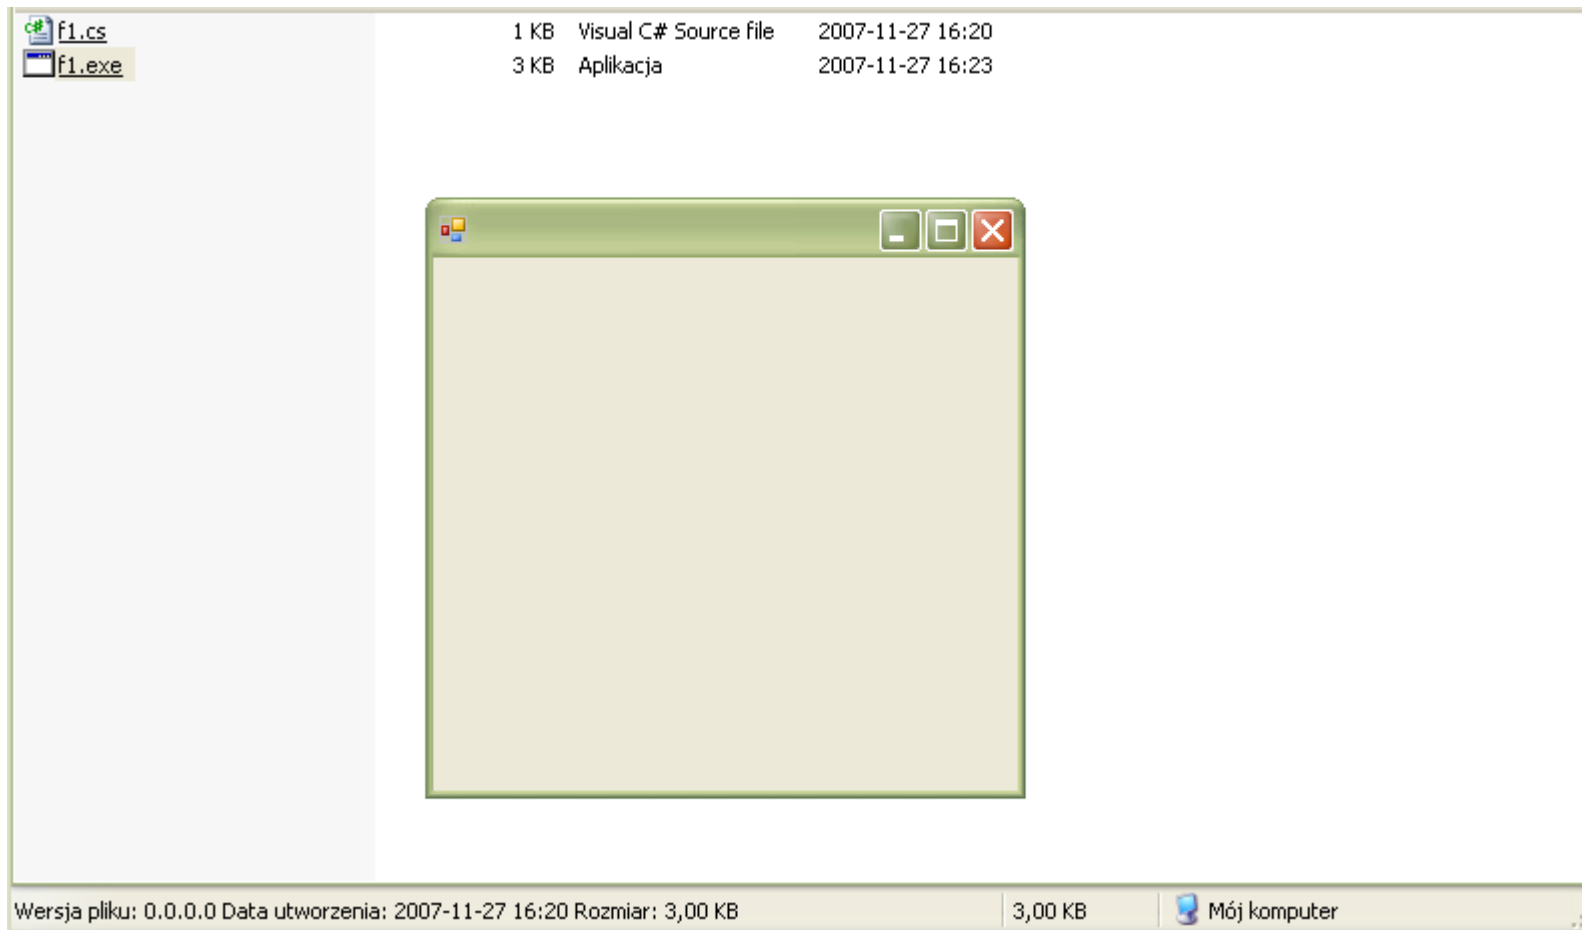 f1.cs 1 KB Visual C# Source file 2007-11-27 16:20
f1.exe 3 KB Aplikacja 2007-11-27 16:23
Wersja pliku: 0.0.0.0 Data utworzenia: 2007-11-27 16:20 Rozmiar: 3,00 KB 3,00 KB Mój komputer